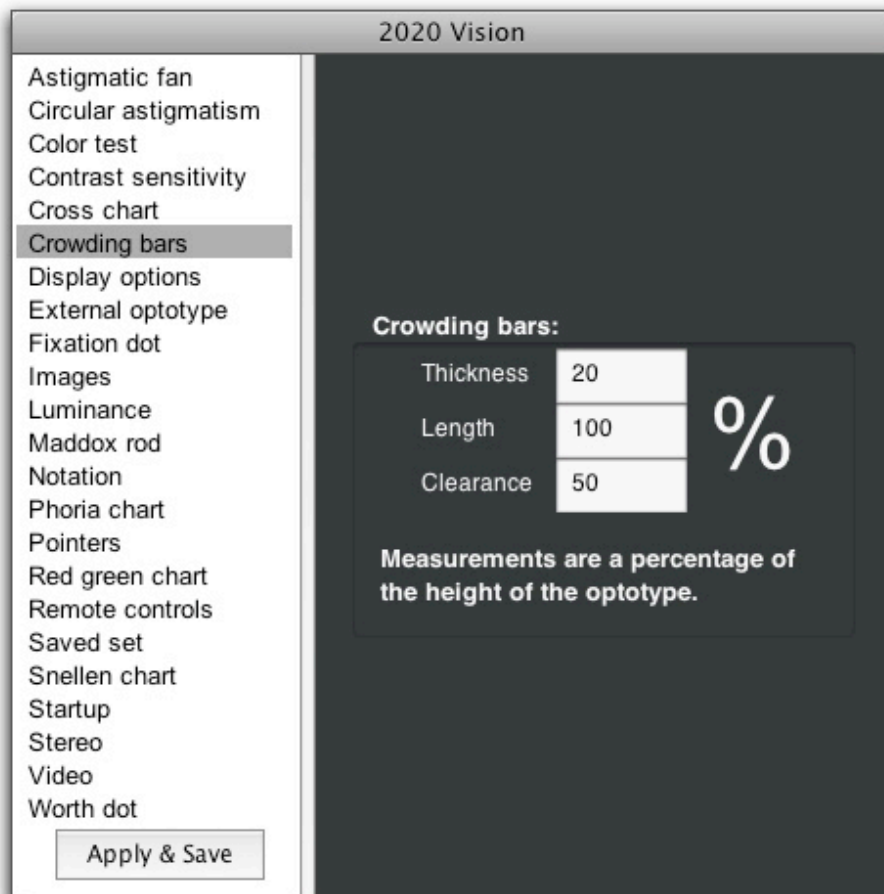 2020 Vision
Astigmatic fan
Circular astigmatism
Color test
Contrast sensitivity
Cross chart
Crowding bars
Display options
External optotype
Fixation dot
Images
Luminance
Maddox rod
Notation
Phoria chart
Pointers
Red green chart
Remote controls
Saved set
Snellen chart
Startup
Stereo
Video
Worth dot
Apply & Save
Crowding bars:
Thickness 20
Length 100
Clearance 50
%
Measurements are a percentage of
the height of the optotype.